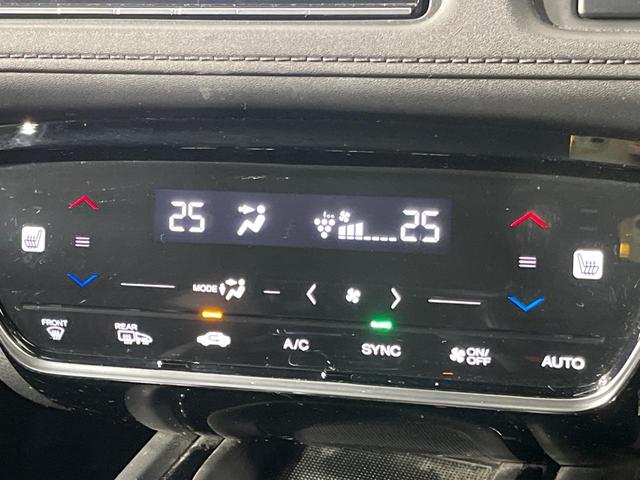 25 25
MODE
FRONT REAR A/C SYNC ON/OFF AUTO